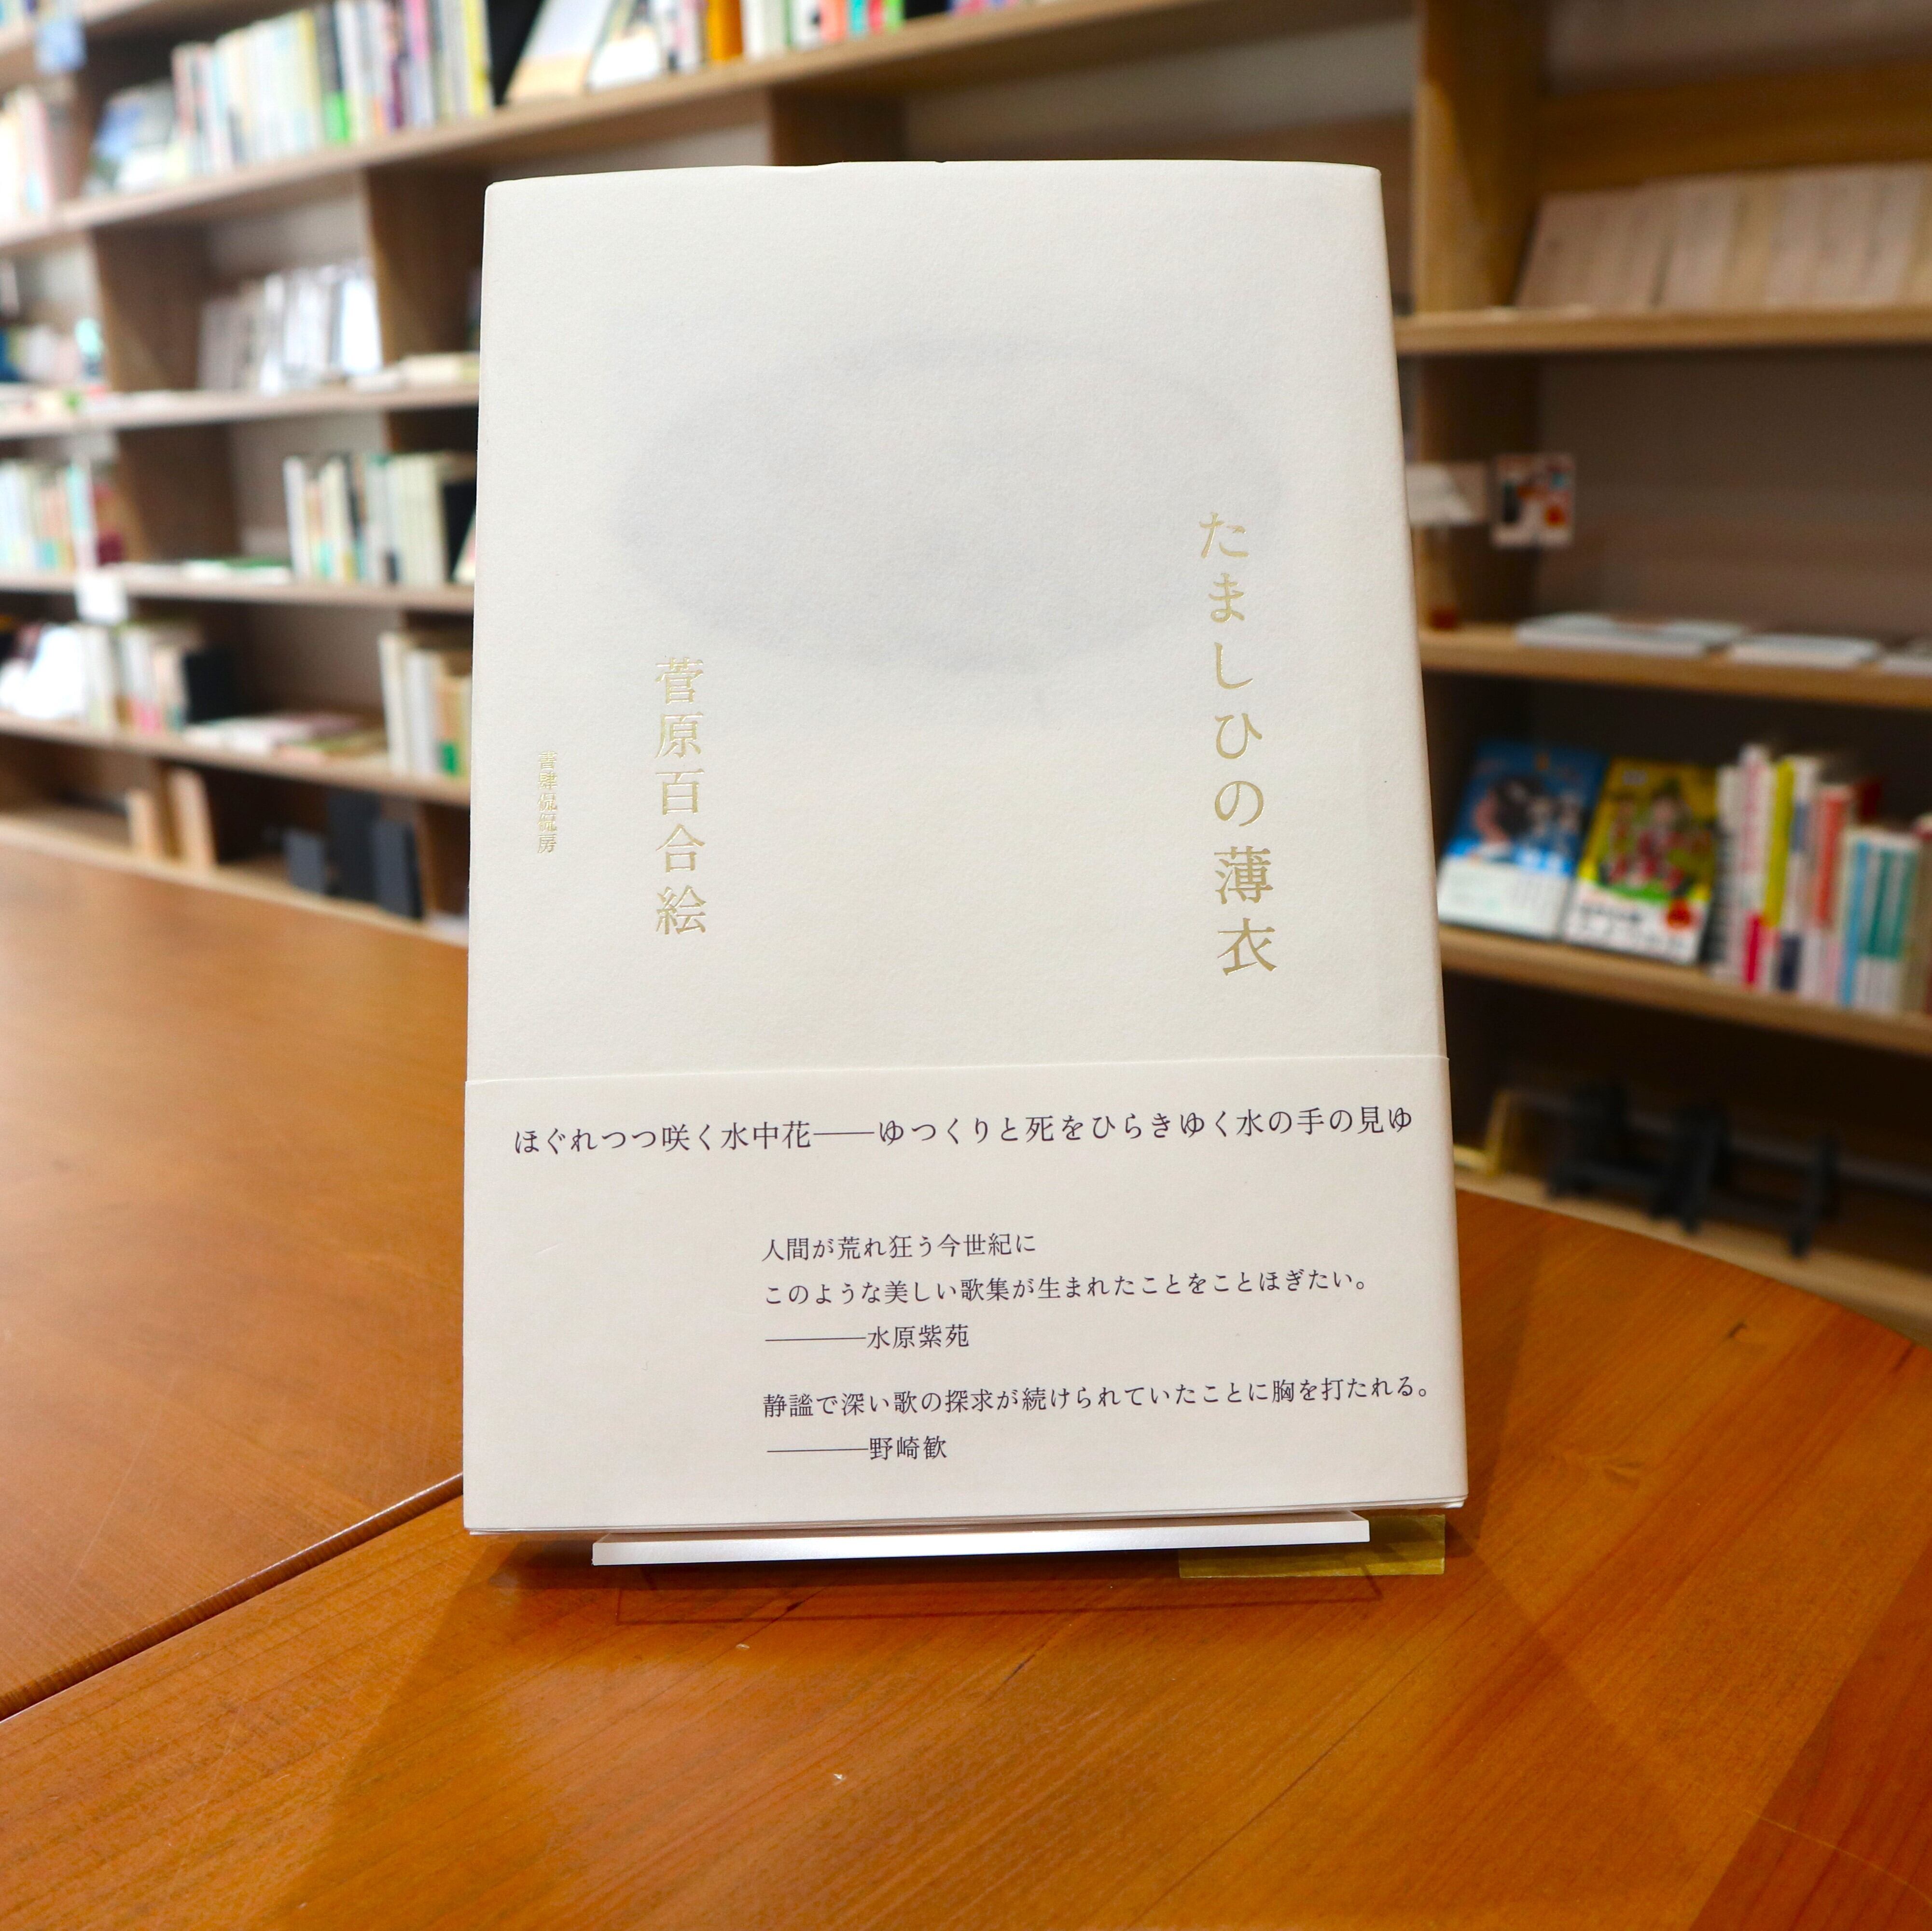 たましひの薄衣
菅原百合絵
書肆侃侃房
ほぐれつつ咲く水中花――ゆつくりと死をひらきゆく水の手の見ゆ
人間が荒れ狂う今世紀に
このような美しい歌集が生まれたことをことほぎたい。
――――水原紫苑
静謐で深い歌の探求が続けられていたことに胸を打たれる。
――――野崎歓